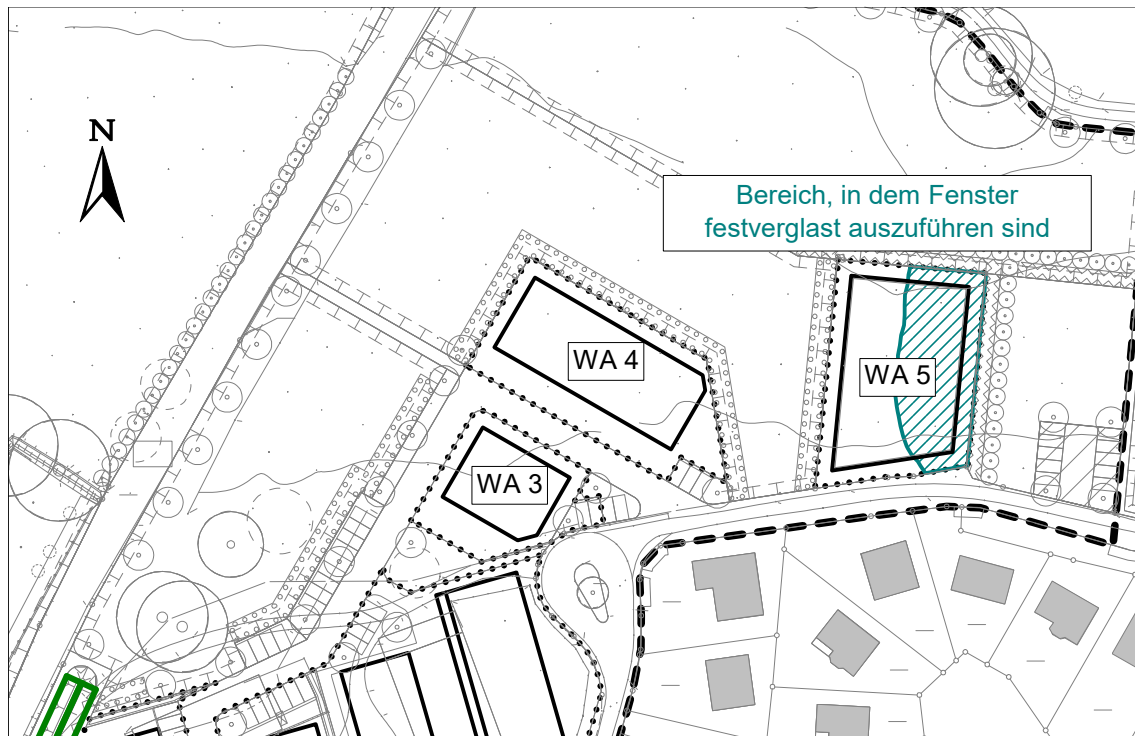 N
Bereich, in dem Fenster
festverglast auszuführen sind
WA 4
WA 5
WA 3